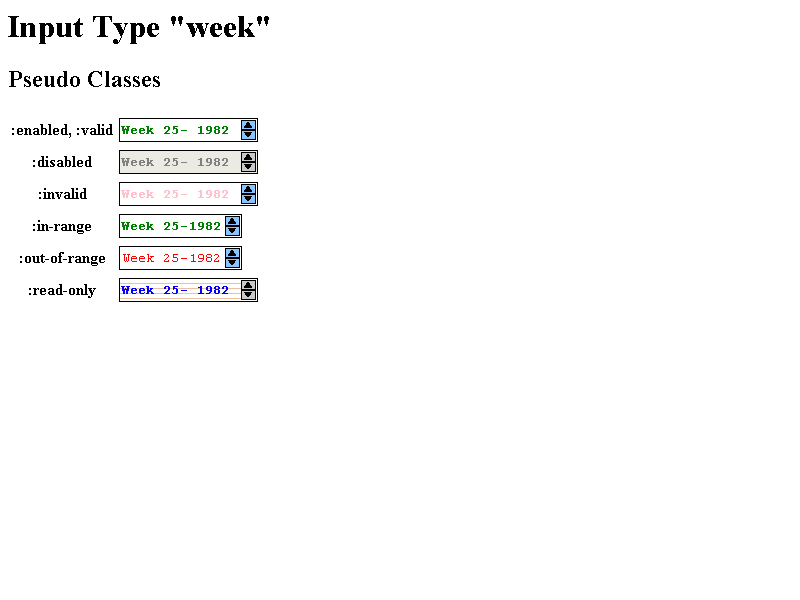 Input Type "week"
Pseudo Classes
:enabled, :valid Week 25- 1982
:disabled Week 25- 1982
:invalid Week 25- 1982
:in-range Week 25-1982
:out-of-range Week 25-1982
:read-only Week 25- 1982